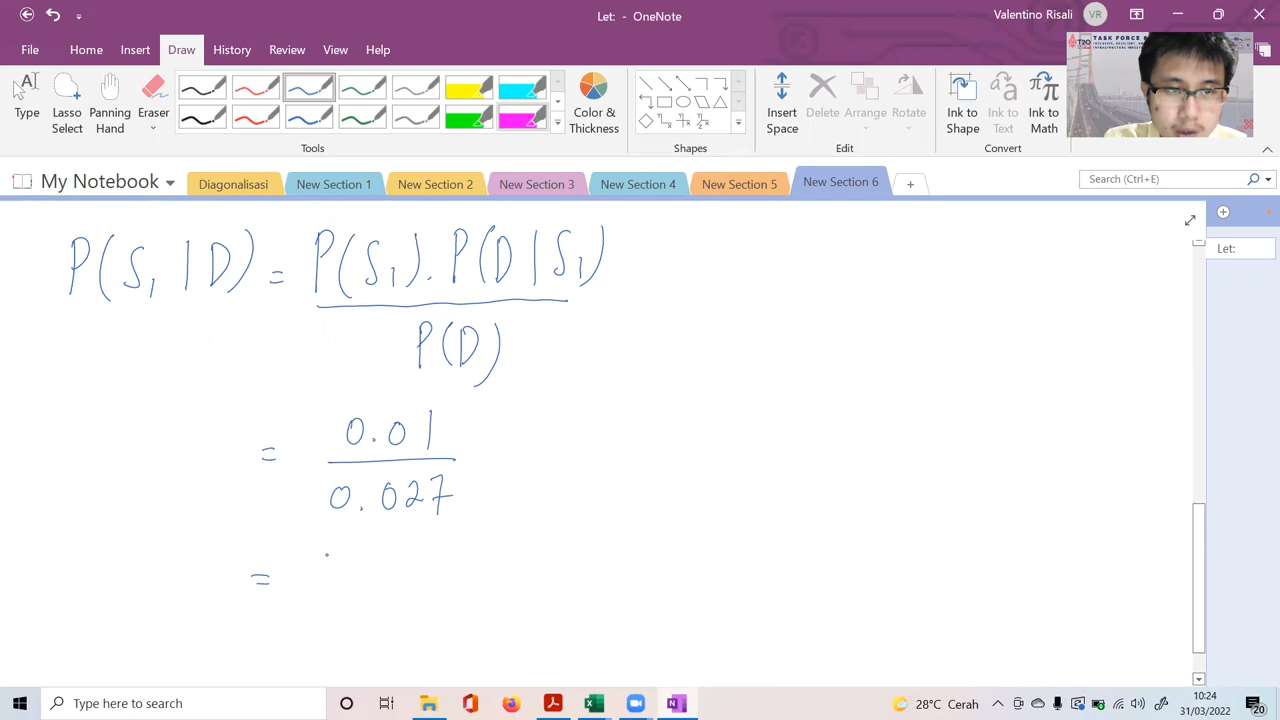 Let: - OneNote
Valentino Risali VR
File Home Insert Draw History Review View Help
TASK FORCE
Type
Lasso Select
Panning Hand
Eraser
Color & Thickness
Insert Space
Delete
Arrange
Rotate
Ink to Shape
Ink to Text
Ink to Math
Tools
Shapes
Edit
Convert
My Notebook
Diagonalisasi
New Section 1
New Section 2
New Section 3
New Section 4
New Section 5
New Section 6
Search (Ctrl+E)
Let:
P(S₁ | D) = P(S₁) . P(D | S₁)
P(D)
= 0.01
0.027
=
Type here to search
28°C Cerah
10:24
31/03/2022
20